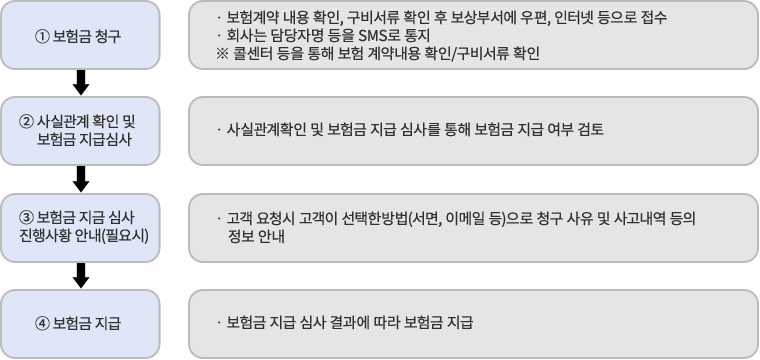 ① 보험금 청구
· 보험계약 내용 확인, 구비서류 확인 후 보상부서에 우편, 인터넷 등으로 접수
· 회사는 담당자명 등을 SMS로 통지
※ 콜센터 등을 통해 보험 계약내용 확인/구비서류 확인
② 사실관계 확인 및
보험금 지급심사
· 사실관계확인 및 보험금 지급 심사를 통해 보험금 지급 여부 검토
③ 보험금 지금 심사
진행사황 안내(필요시)
· 고객 요청시 고객이 선택한방법(서면, 이메일 등)으로 청구 사유 및 사고내역 등의
정보 안내
④ 보험금 지급
· 보험금 지급 심사 결과에 따라 보험금 지급